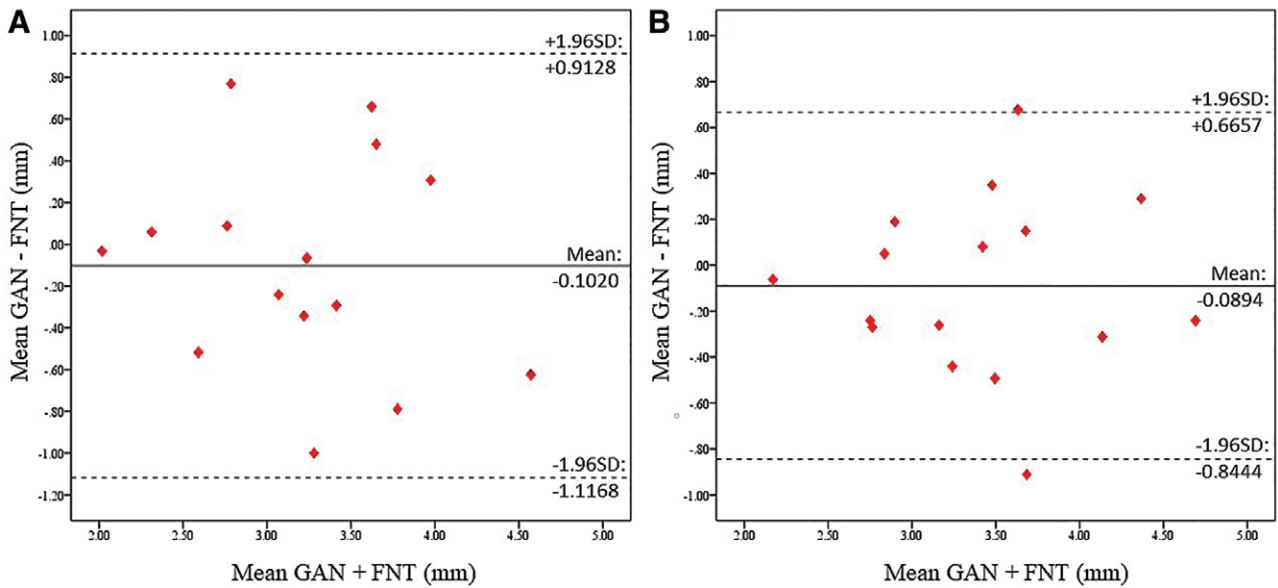 A
Mean GAN - FNT (mm)
1.00
.80
.60
.40
.20
.00
-.20
-.40
-.60
-.80
-1.00
-1.20
+1.96SD:
+0.9128
Mean:
-0.1020
-1.96SD:
-1.1168
2.00 2.50 3.00 3.50 4.00 4.50 5.00
Mean GAN + FNT (mm)
B
Mean GAN - FNT (mm)
1.00
.80
.60
.40
.20
.00
-.20
-.40
-.60
-.80
-1.00
+1.96SD:
+0.6657
Mean:
-0.0894
-1.96SD:
-0.8444
2.00 2.50 3.00 3.50 4.00 4.50 5.00
Mean GAN + FNT (mm)